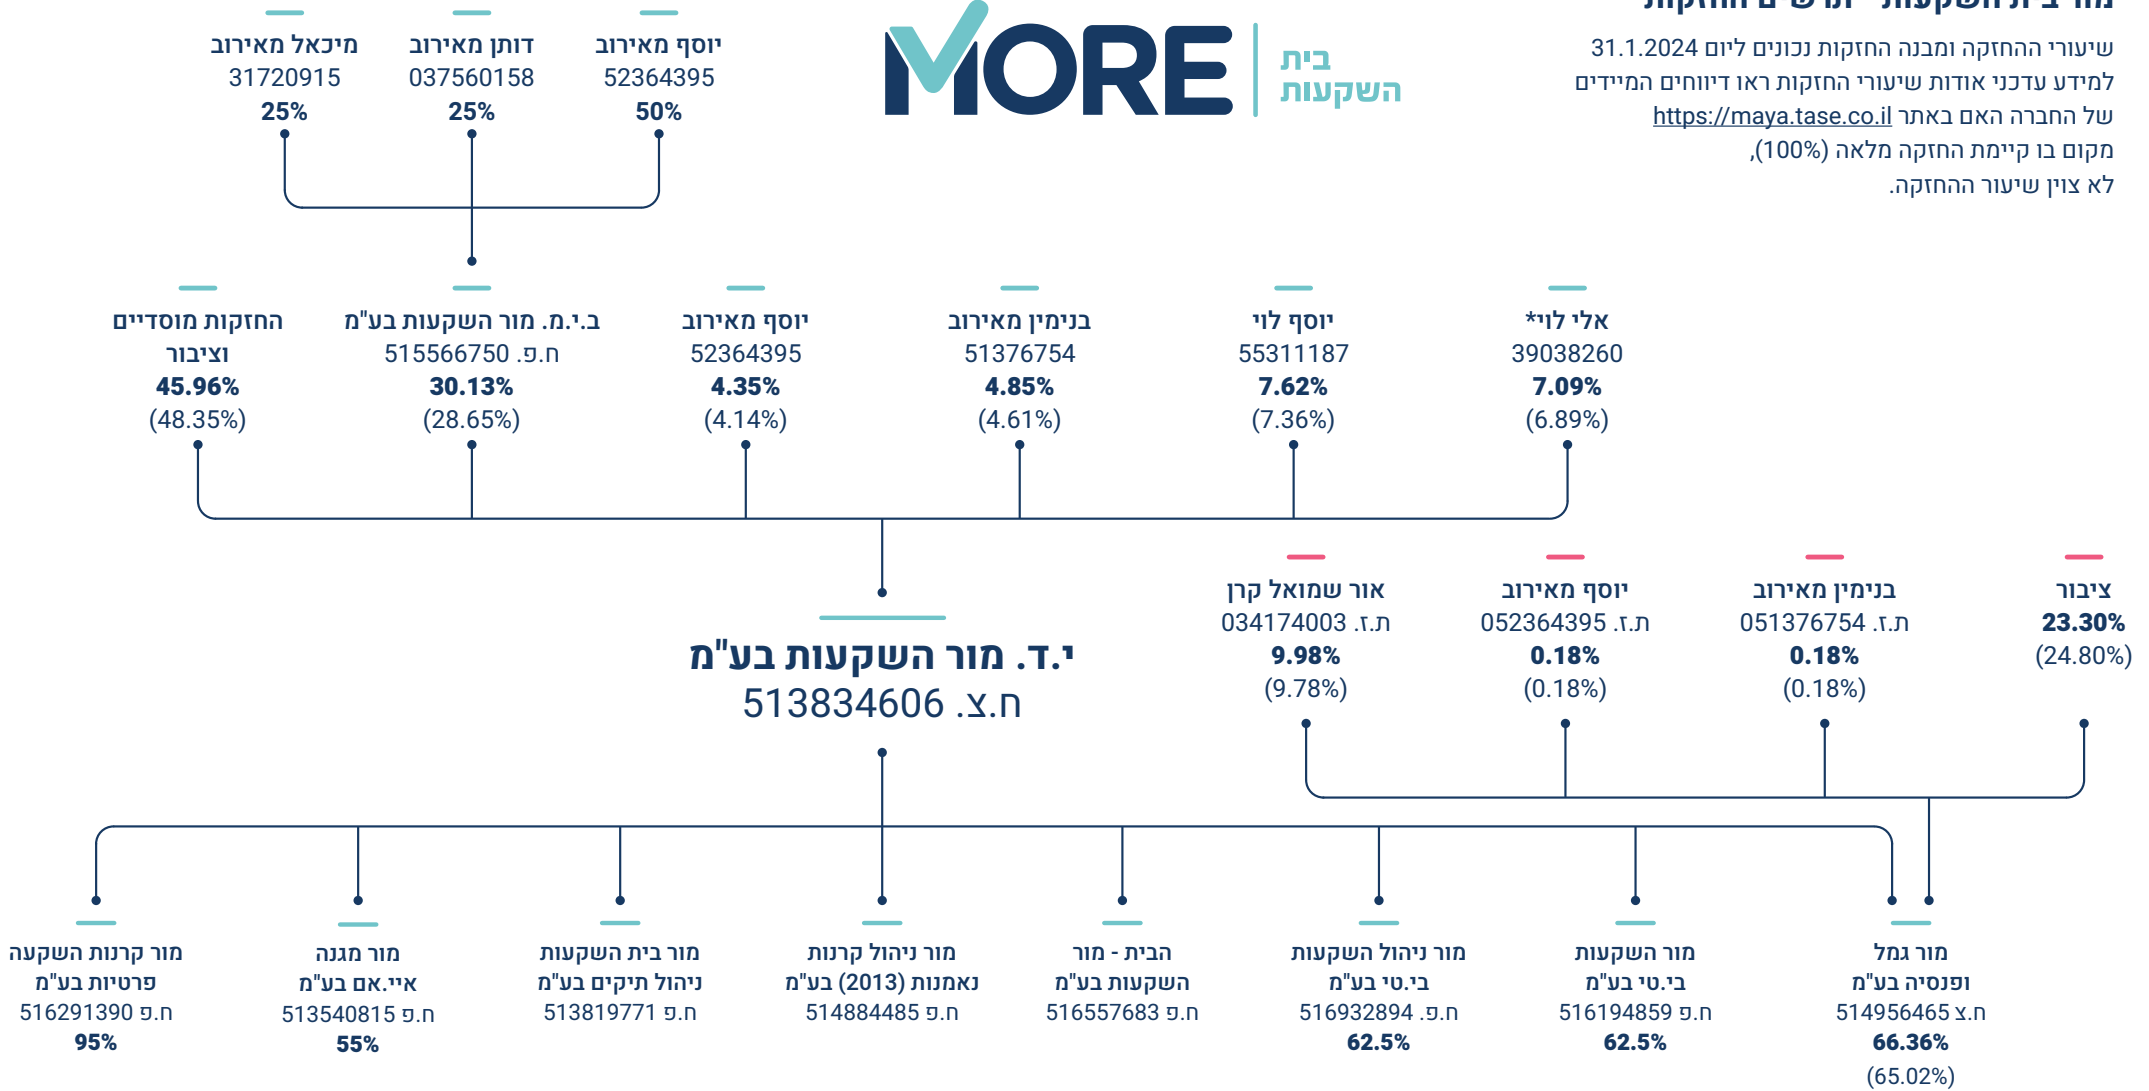 מור בית השקעות - תרשים החזקות
שיעורי ההחזקה ומבנה החזקות נכונים ליום 31.1.2024
למידע עדכני אודות שיעורי החזקות ראו דיווחים המיידים
של החברה האם באתר https://maya.tase.co.il
מקום בו קיימת החזקה מלאה (100%),
לא צוין שיעור ההחזקה.
MORE
בית
השקעות
יוסף מאירוב
52364395
50%
דותן מאירוב
037560158
25%
מיכאל מאירוב
31720915
25%
אלי לוי*
39038260
7.09%
(6.89%)
יוסף לוי
55311187
7.62%
(7.36%)
בנימין מאירוב
51376754
4.85%
(4.61%)
יוסף מאירוב
52364395
4.35%
(4.14%)
ב.י.מ. מור השקעות בע"מ
ח.פ. 515566750
30.13%
(28.65%)
החזקות מוסדיים
וציבור
45.96%
(48.35%)
ציבור
23.30%
(24.80%)
בנימין מאירוב
ת.ז. 051376754
0.18%
(0.18%)
יוסף מאירוב
ת.ז. 052364395
0.18%
(0.18%)
אור שמואל קרן
ת.ז. 034174003
9.98%
(9.78%)
י.ד. מור השקעות בע"מ
ח.צ. 513834606
מור גמל
ופנסיה בע"מ
ח.צ 514956465
66.36%
(65.02%)
מור השקעות
בי.טי בע"מ
ח.פ 516194859
62.5%
מור ניהול השקעות
בי.טי בע"מ
ח.פ. 516932894
62.5%
הבית - מור
השקעות בע"מ
ח.פ 516557683
מור ניהול קרנות
נאמנות (2013) בע"מ
ח.פ 514884485
מור בית השקעות
ניהול תיקים בע"מ
ח.פ 513819771
מור מגנה
איי.אם בע"מ
ח.פ 513540815
55%
מור קרנות השקעה
פרטיות בע"מ
ח.פ 516291390
95%